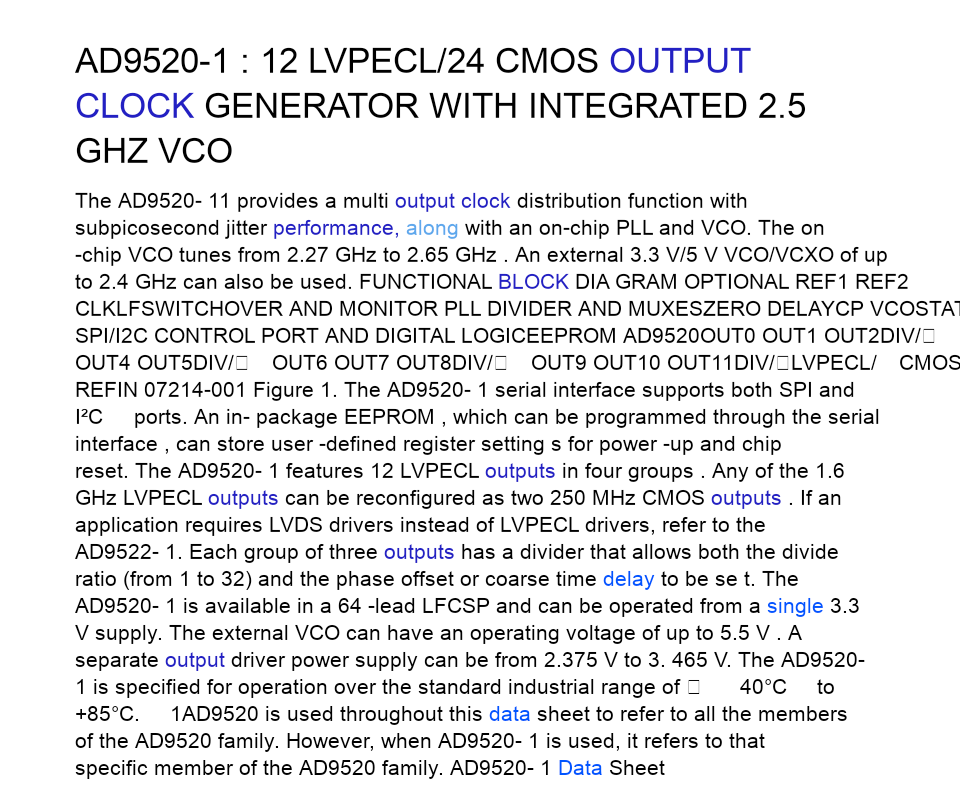 AD9520-1 : 12 LVPECL/24 CMOS OUTPUT
CLOCK GENERATOR WITH INTEGRATED 2.5
GHZ VCO
The AD9520- 11 provides a multi output clock distribution function with
subpicosecond jitter performance, along with an on-chip PLL and VCO. The on
-chip VCO tunes from 2.27 GHz to 2.65 GHz . An external 3.3 V/5 V VCO/VCXO of up
to 2.4 GHz can also be used. FUNCTIONAL BLOCK DIA GRAM OPTIONAL REF1 REF2
CLKLFSWITCHOVER AND MONITOR PLL DIVIDER AND MUXESZERO DELAYCP VCOSTAT
SPI/I2C CONTROL PORT AND DIGITAL LOGICEEPROM AD9520OUT0 OUT1 OUT2DIV/□
OUT4 OUT5DIV/□ OUT6 OUT7 OUT8DIV/□ OUT9 OUT10 OUT11DIV/□LVPECL/ CMOS
REFIN 07214-001 Figure 1. The AD9520- 1 serial interface supports both SPI and
I²C ports. An in- package EEPROM , which can be programmed through the serial
interface , can store user -defined register setting s for power -up and chip
reset. The AD9520- 1 features 12 LVPECL outputs in four groups . Any of the 1.6
GHz LVPECL outputs can be reconfigured as two 250 MHz CMOS outputs . If an
application requires LVDS drivers instead of LVPECL drivers, refer to the
AD9522- 1. Each group of three outputs has a divider that allows both the divide
ratio (from 1 to 32) and the phase offset or coarse time delay to be se t. The
AD9520- 1 is available in a 64 -lead LFCSP and can be operated from a single 3.3
V supply. The external VCO can have an operating voltage of up to 5.5 V . A
separate output driver power supply can be from 2.375 V to 3. 465 V. The AD9520-
1 is specified for operation over the standard industrial range of □ 40°C to
+85°C. 1AD9520 is used throughout this data sheet to refer to all the members
of the AD9520 family. However, when AD9520- 1 is used, it refers to that
specific member of the AD9520 family. AD9520- 1 Data Sheet